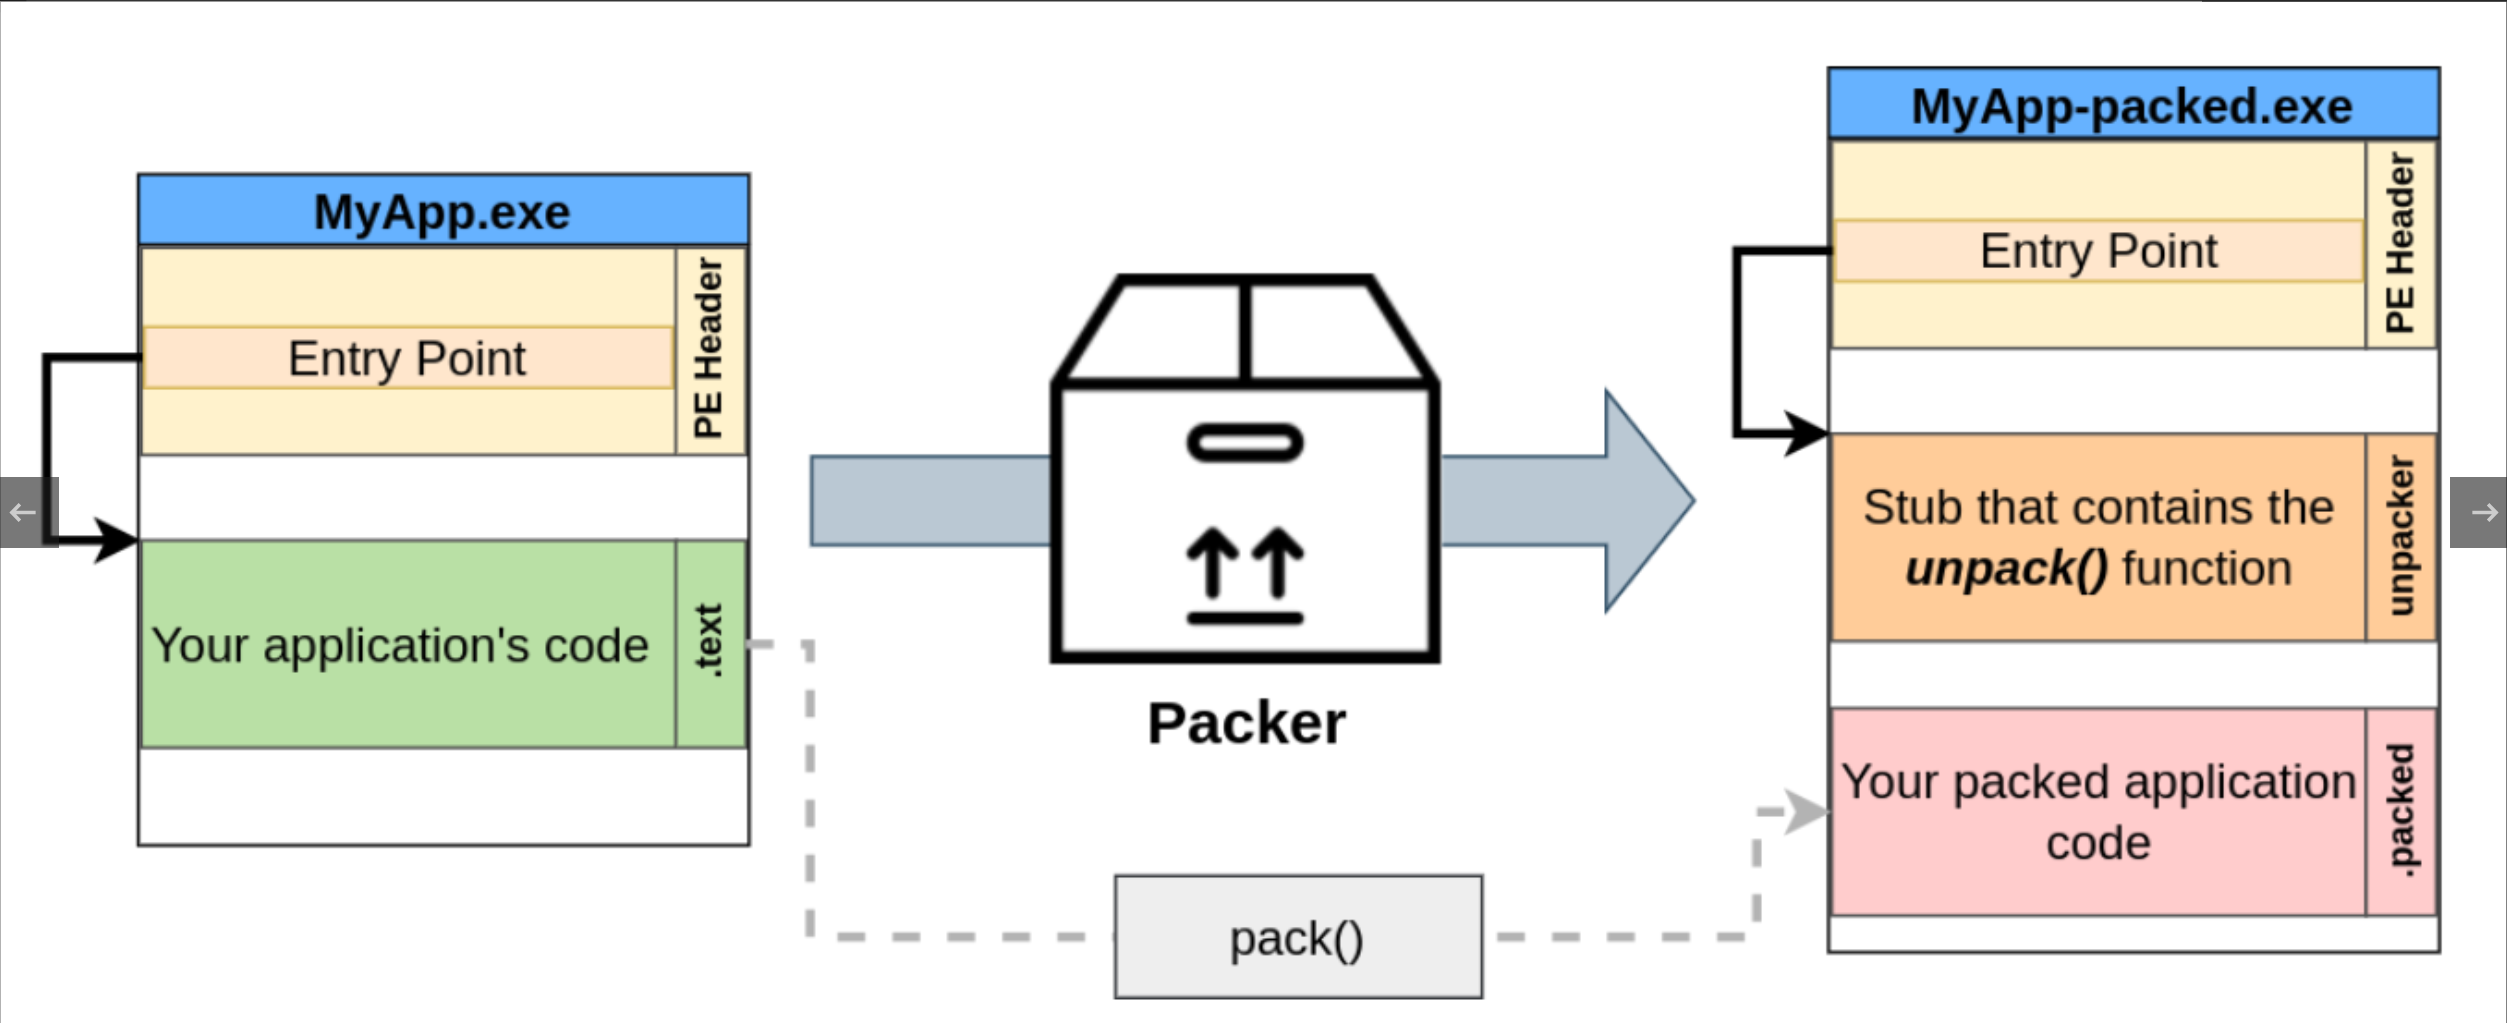 MyApp.exe
Entry Point
PE Header
Your application's code
.text
Packer
pack()
MyApp-packed.exe
Entry Point
PE Header
Stub that contains the
unpack() function
unpacker
Your packed application
code
.packed